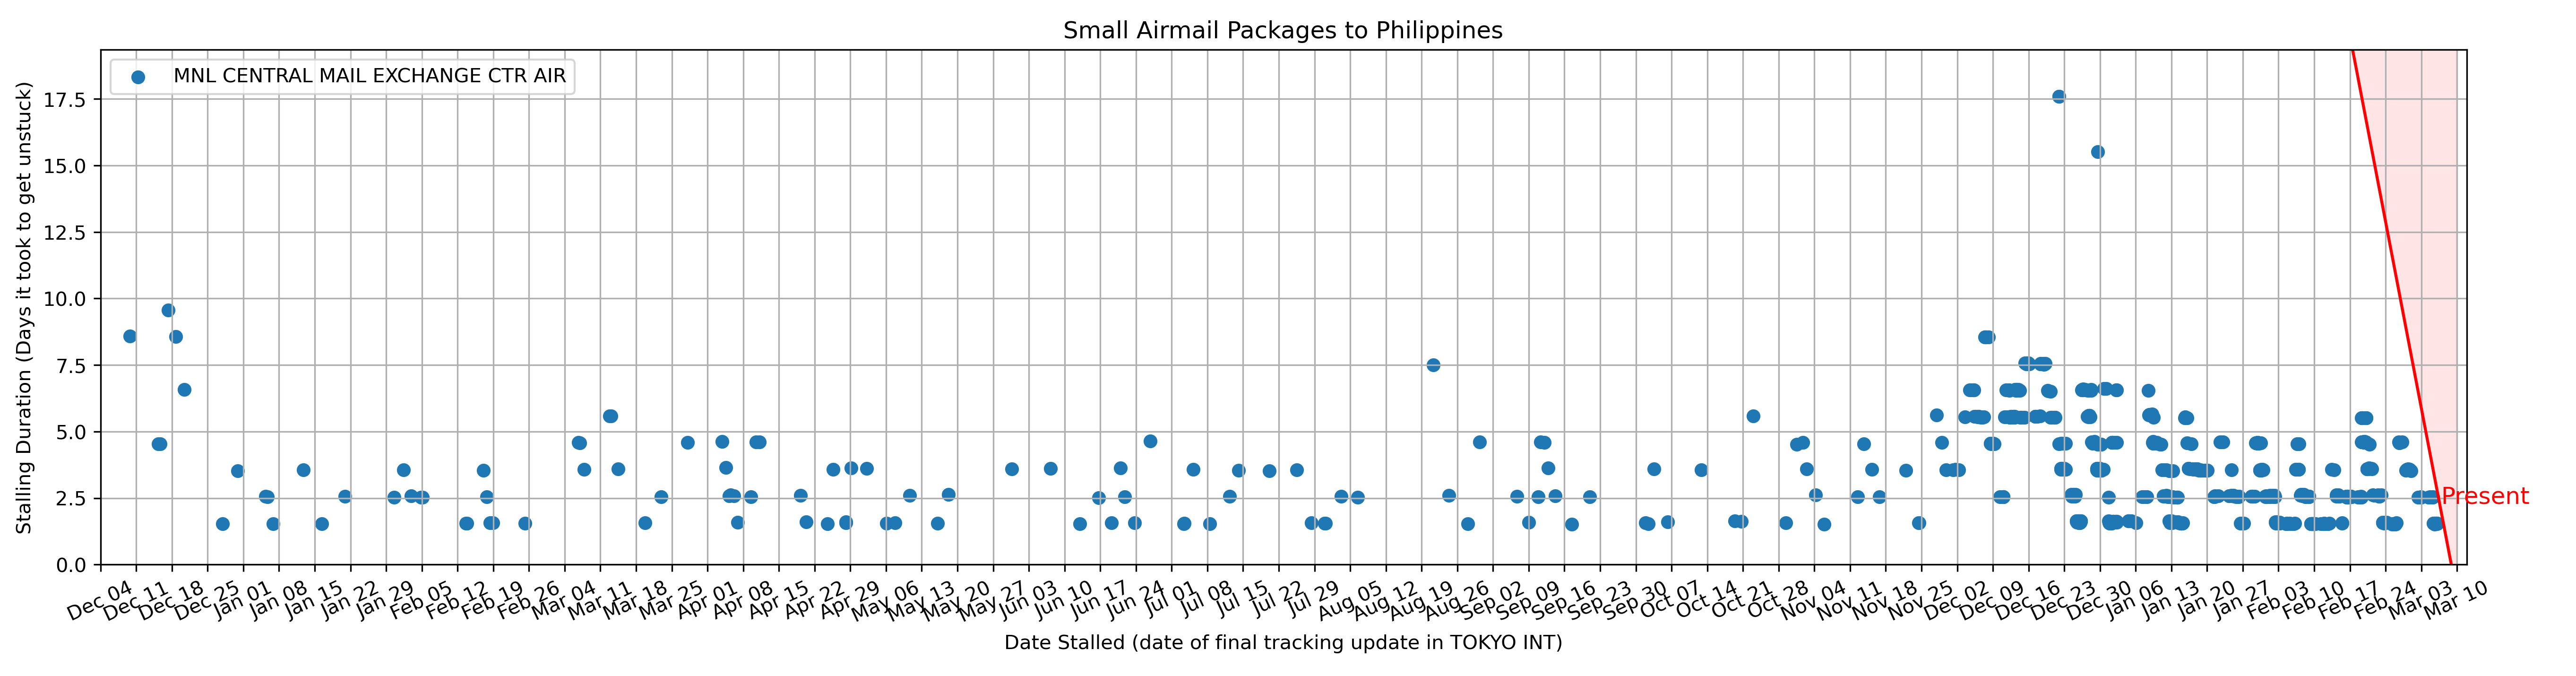 Small Airmail Packages to Philippines
MNL CENTRAL MAIL EXCHANGE CTR AIR
Stalling Duration (Days it took to get unstuck)
17.5
15.0
12.5
10.0
7.5
5.0
2.5
0.0
Present
Dec 04 Dec 11 Dec 18 Dec 25 Jan 01 Jan 08 Jan 15 Jan 22 Jan 29 Feb 05 Feb 12 Feb 19 Feb 26 Mar 04 Mar 11 Mar 18 Mar 25 Apr 01 Apr 08 Apr 15 Apr 22 Apr 29 May 06 May 13 May 20 May 27 Jun 03 Jun 10 Jun 17 Jun 24 Jul 01 Jul 08 Jul 15 Jul 22 Jul 29 Aug 05 Aug 12 Aug 19 Aug 26 Sep 02 Sep 09 Sep 16 Sep 23 Sep 30 Oct 07 Oct 14 Oct 21 Oct 28 Nov 04 Nov 11 Nov 18 Nov 25 Dec 02 Dec 09 Dec 16 Dec 23 Dec 30 Jan 06 Jan 13 Jan 20 Jan 27 Feb 03 Feb 10 Feb 17 Feb 24 Mar 03 Mar 10
Date Stalled (date of final tracking update in TOKYO INT)